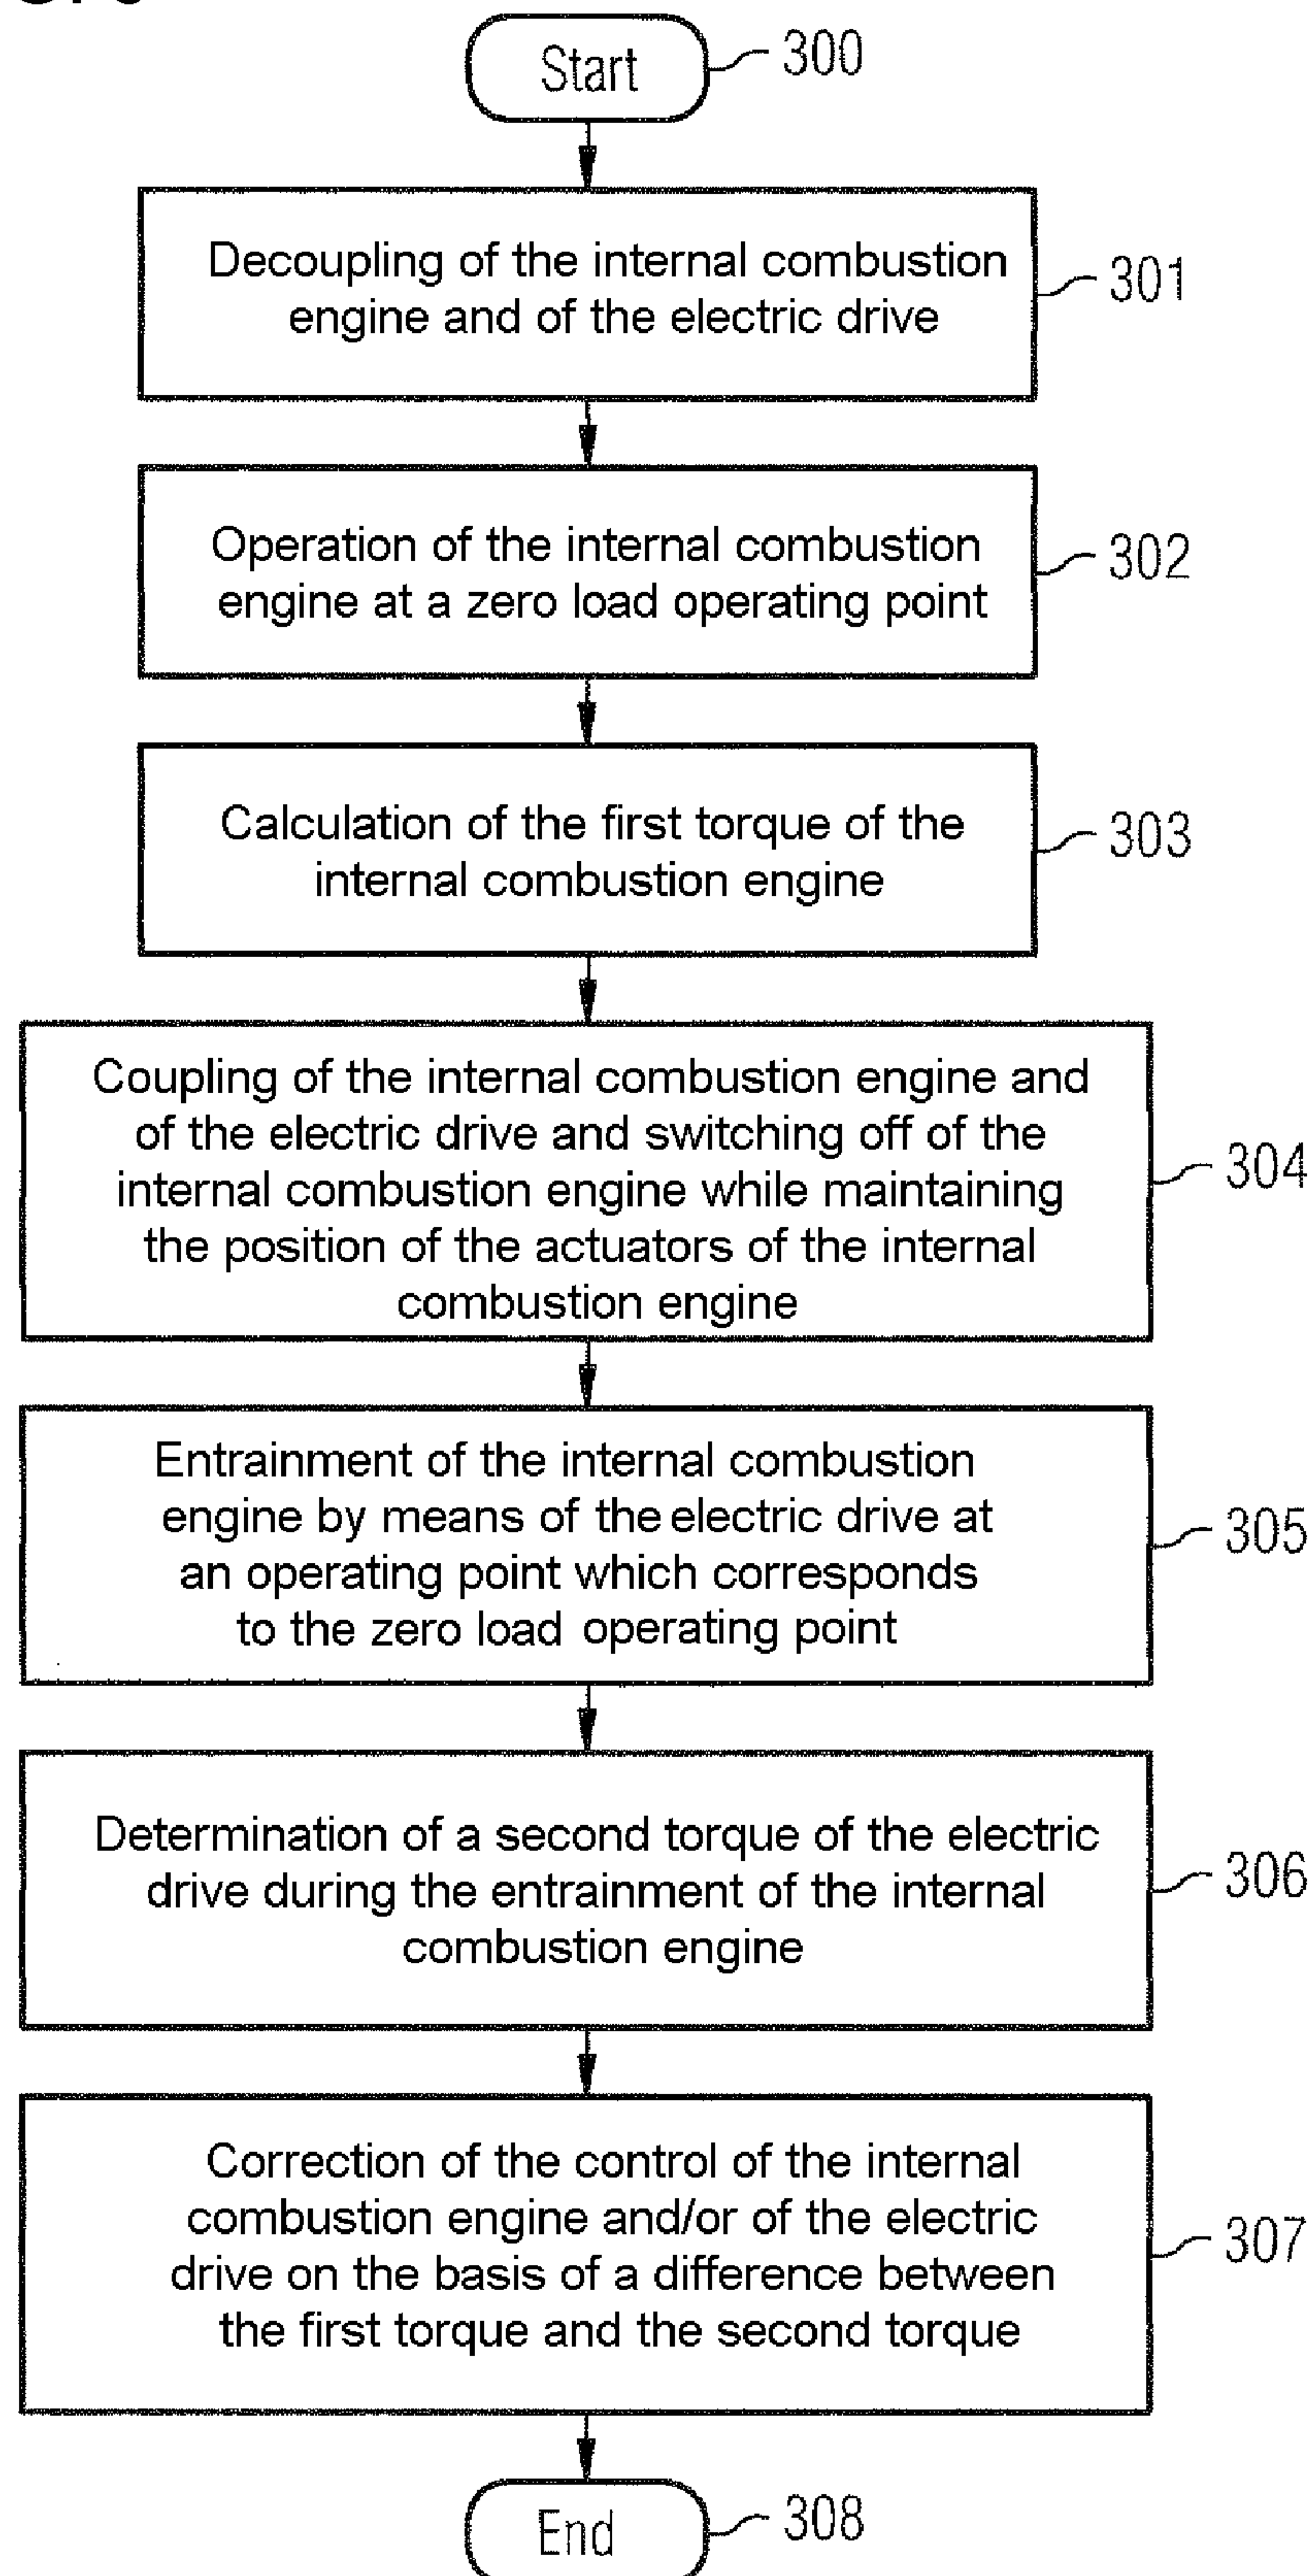 Start
300
Decoupling of the internal combustion
engine and of the electric drive
301
Operation of the internal combustion
engine at a zero load operating point
302
Calculation of the first torque of the
internal combustion engine
303
Coupling of the internal combustion engine and
of the electric drive and switching off of the
internal combustion engine while maintaining
the position of the actuators of the internal
combustion engine
304
Entrainment of the internal combustion
engine by means of the electric drive at
an operating point which corresponds
to the zero load operating point
305
Determination of a second torque of the electric
drive during the entrainment of the internal
combustion engine
306
Correction of the control of the internal
combustion engine and/or of the electric
drive on the basis of a difference between
the first torque and the second torque
307
End
308